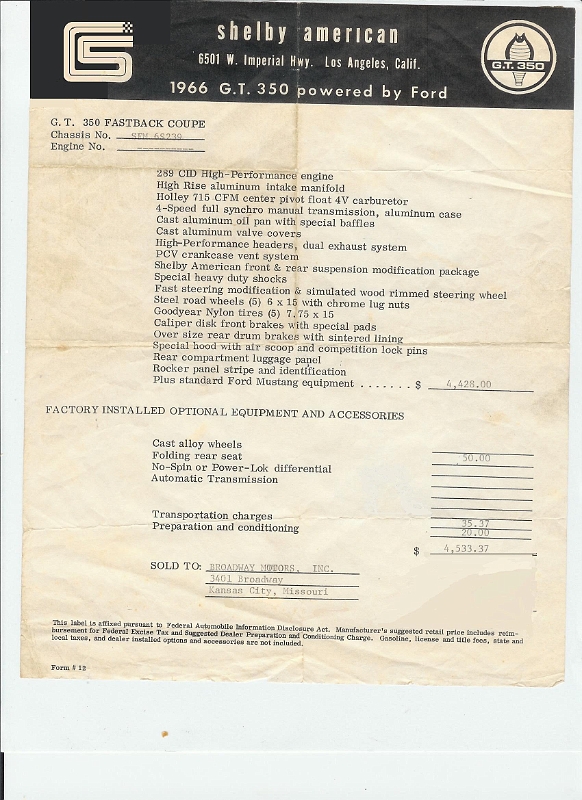 shelby american
6501 W. Imperial Hwy. Los Angeles, Calif.
G.T. 350
1966 G.T. 350 powered by Ford
G. T. 350 FASTBACK COUPE
Chassis No. SFM 6S239
Engine No. ----------
289 CID High-Performance engine
High Rise aluminum intake manifold
Holley 715 CFM center pivot float 4V carburetor
4-Speed full synchro manual transmission, aluminum case
Cast aluminum oil pan with special baffles
Cast aluminum valve covers
High-Performance headers, dual exhaust system
PCV crankcase vent system
Shelby American front & rear suspension modification package
Special heavy duty shocks
Fast steering modification & simulated wood rimmed steering wheel
Steel road wheels (5) 6 x 15 with chrome lug nuts
Goodyear Nylon tires (5) 7.75 x 15
Caliper disk front brakes with special pads
Over size rear drum brakes with sintered lining
Special hood with air scoop and competition lock pins
Rear compartment luggage panel
Rocker panel stripe and identification
Plus standard Ford Mustang equipment . . . . . . . $ 4,428.00
FACTORY INSTALLED OPTIONAL EQUIPMENT AND ACCESSORIES
Cast alloy wheels
Folding rear seat 50.00
No-Spin or Power-Lok differential
Automatic Transmission
Transportation charges 35.37
Preparation and conditioning 20.00
$ 4,533.37
SOLD TO: BROADWAY MOTORS, INC.
3401 Broadway
Kansas City, Missouri
This label is affixed pursuant to Federal Automobile Information Disclosure Act. Manufacturer's suggested retail price includes reim-
bursement for Federal Excise Tax and Suggested Dealer Preparation and Conditioning Charge. Gasoline, license and title fees, state and
local taxes, and dealer installed options and accessories are not included.
Form # 12